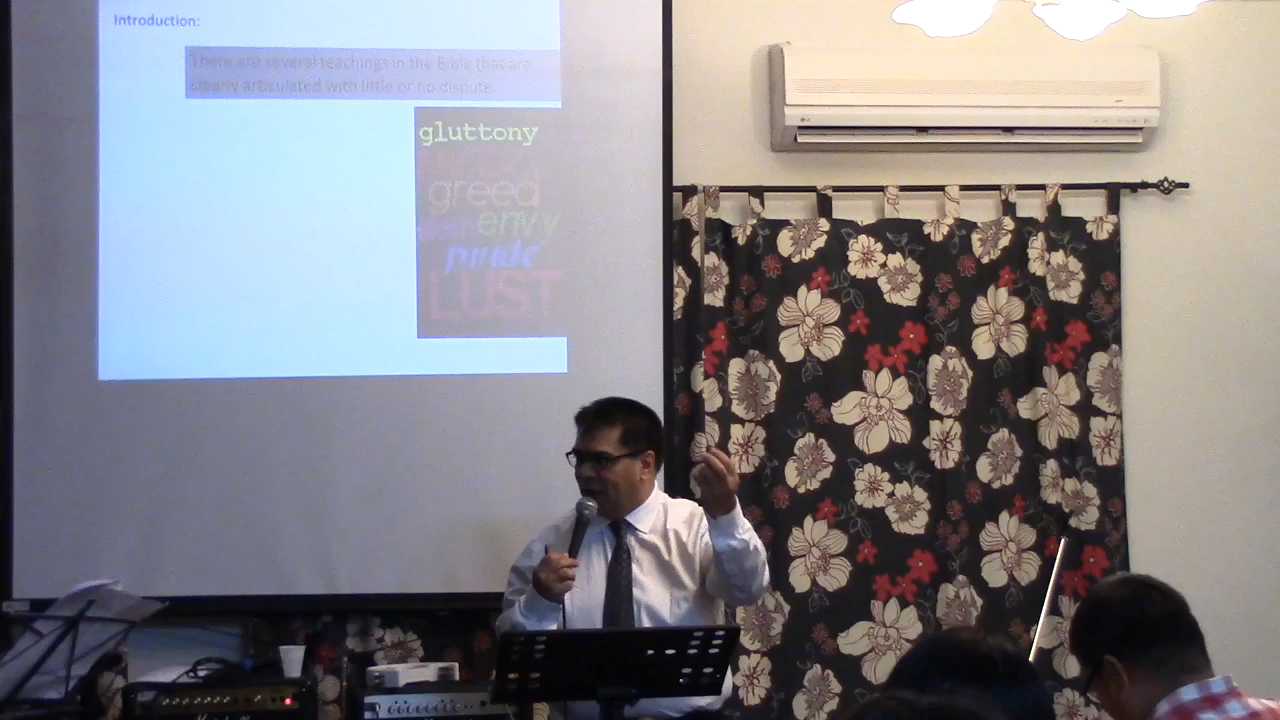 Introduction:
There are several teachings in the Bible that are
clearly articulated with little or no dispute.
gluttony
greed
envy
pride
LUST
LG